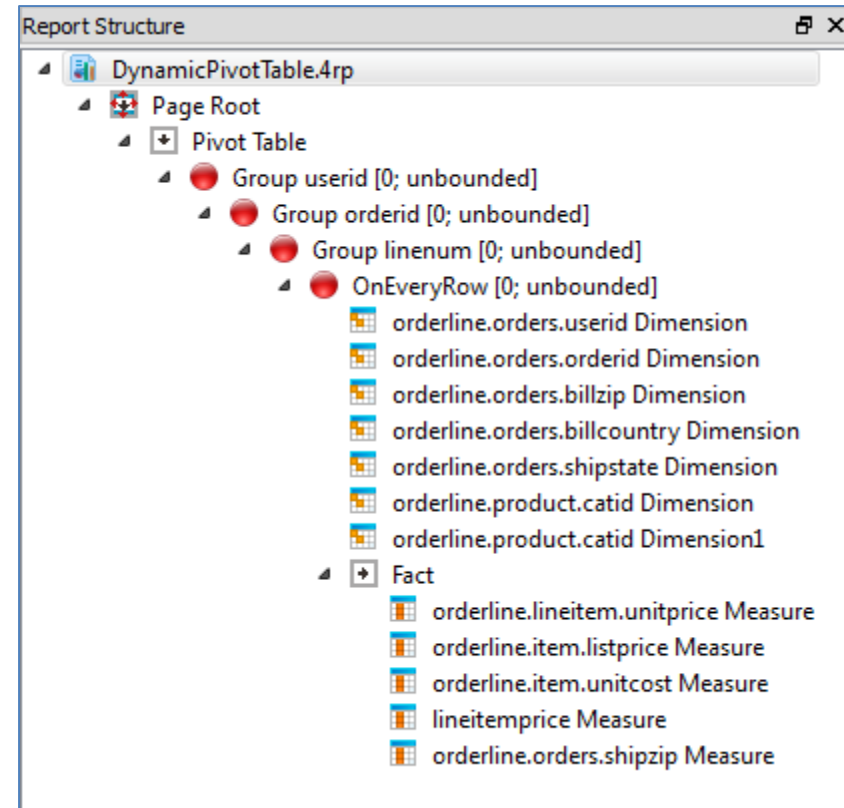 Report Structure
DynamicPivotTable.4rp
Page Root
Pivot Table
Group userid [0; unbounded]
Group orderid [0; unbounded]
Group linenum [0; unbounded]
OnEveryRow [0; unbounded]
orderline.orders.userid Dimension
orderline.orders.orderid Dimension
orderline.orders.billzip Dimension
orderline.orders.billcountry Dimension
orderline.orders.shipstate Dimension
orderline.product.catid Dimension
orderline.product.catid Dimension1
Fact
orderline.lineitem.unitprice Measure
orderline.item.listprice Measure
orderline.item.unitcost Measure
lineitemprice Measure
orderline.orders.shipzip Measure